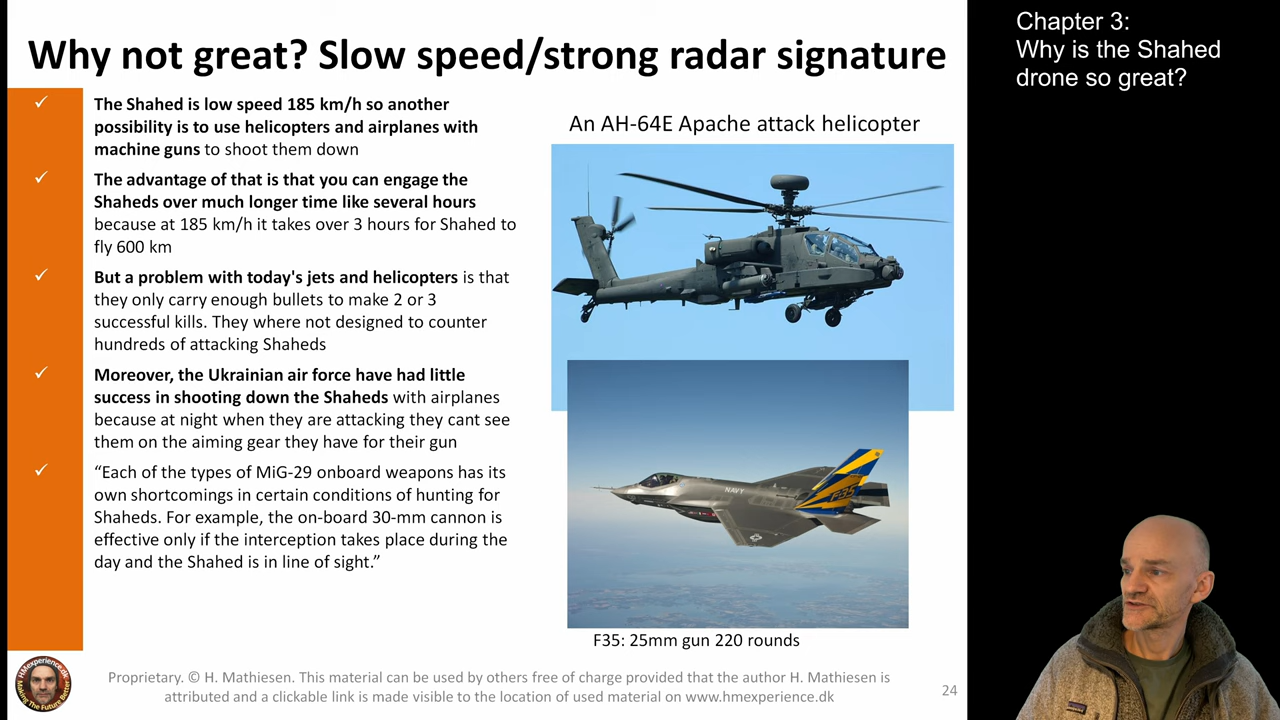 Why not great? Slow speed/strong radar signature
Chapter 3:
Why is the Shahed
drone so great?
✓ The Shahed is low speed 185 km/h so another
possibility is to use helicopters and airplanes with
machine guns to shoot them down
✓ The advantage of that is that you can engage the
Shaheds over much longer time like several hours
because at 185 km/h it takes over 3 hours for Shahed to
fly 600 km
✓ But a problem with today's jets and helicopters is that
they only carry enough bullets to make 2 or 3
successful kills. They where not designed to counter
hundreds of attacking Shaheds
✓ Moreover, the Ukrainian air force have had little
success in shooting down the Shaheds with airplanes
because at night when they are attacking they cant see
them on the aiming gear they have for their gun
✓ “Each of the types of MiG-29 onboard weapons has its
own shortcomings in certain conditions of hunting for
Shaheds. For example, the on-board 30-mm cannon is
effective only if the interception takes place during the
day and the Shahed is in line of sight.”
An AH-64E Apache attack helicopter
NAVY
F35
F35: 25mm gun 220 rounds
HMexperience.dk
Making The Future Better
Proprietary. © H. Mathiesen. This material can be used by others free of charge provided that the author H. Mathiesen is
attributed and a clickable link is made visible to the location of used material on www.hmexperience.dk
24